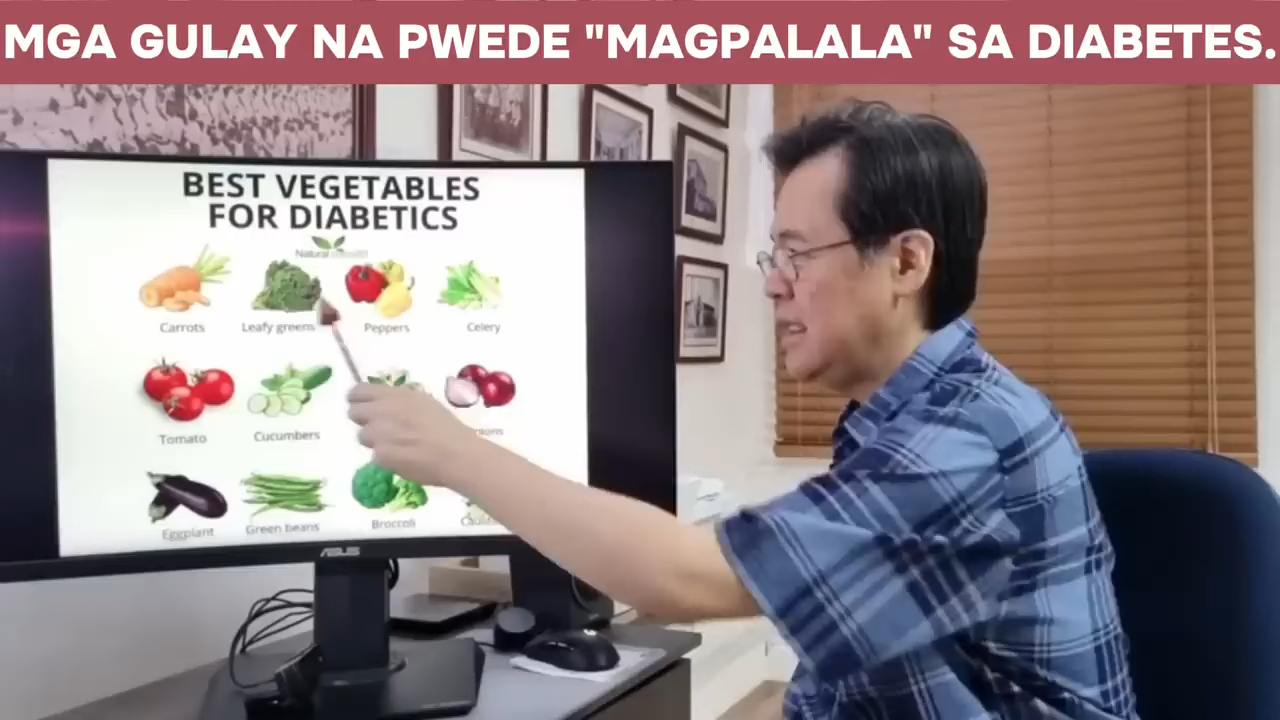 MGA GULAY NA PWEDE "MAGPALALA" SA DIABETES.
BEST VEGETABLES
FOR DIABETICS
Natural
Carrots
Leafy greens
Peppers
Celery
Tomato
Cucumbers
Eggplant
Green beans
Broccoli
ASUS